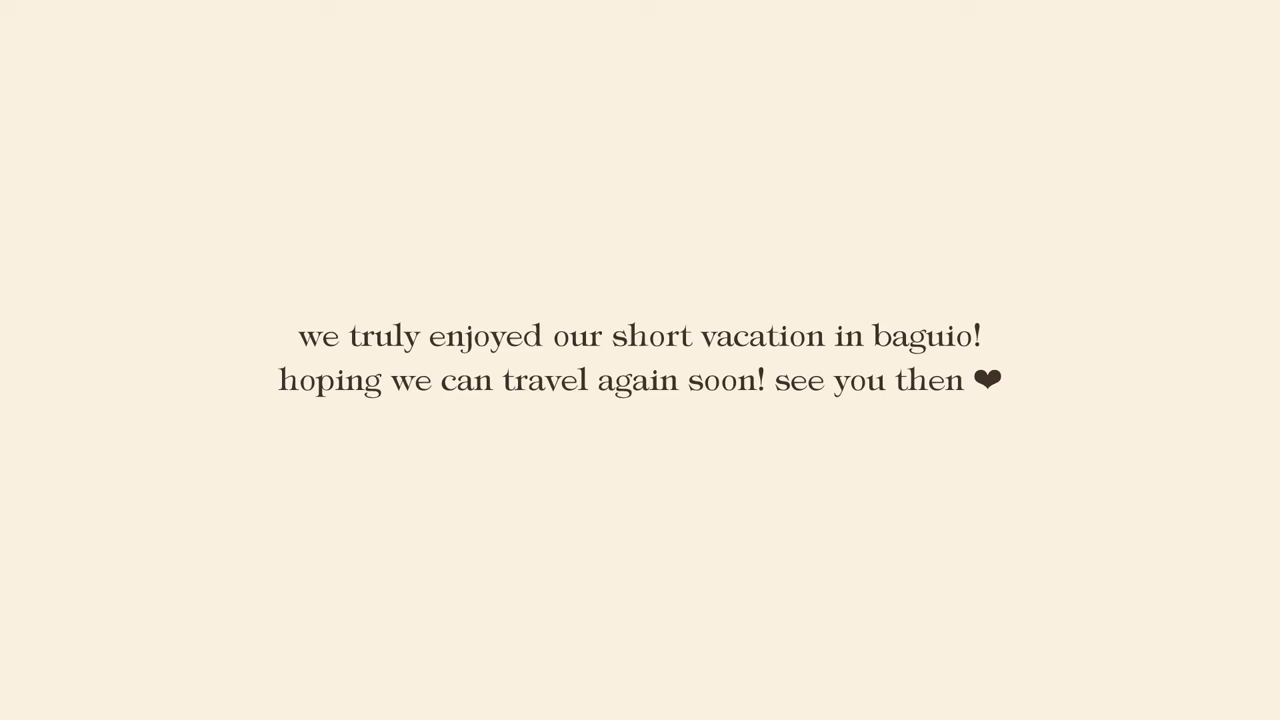 we truly enjoyed our short vacation in baguio!
hoping we can travel again soon! see you then ❤